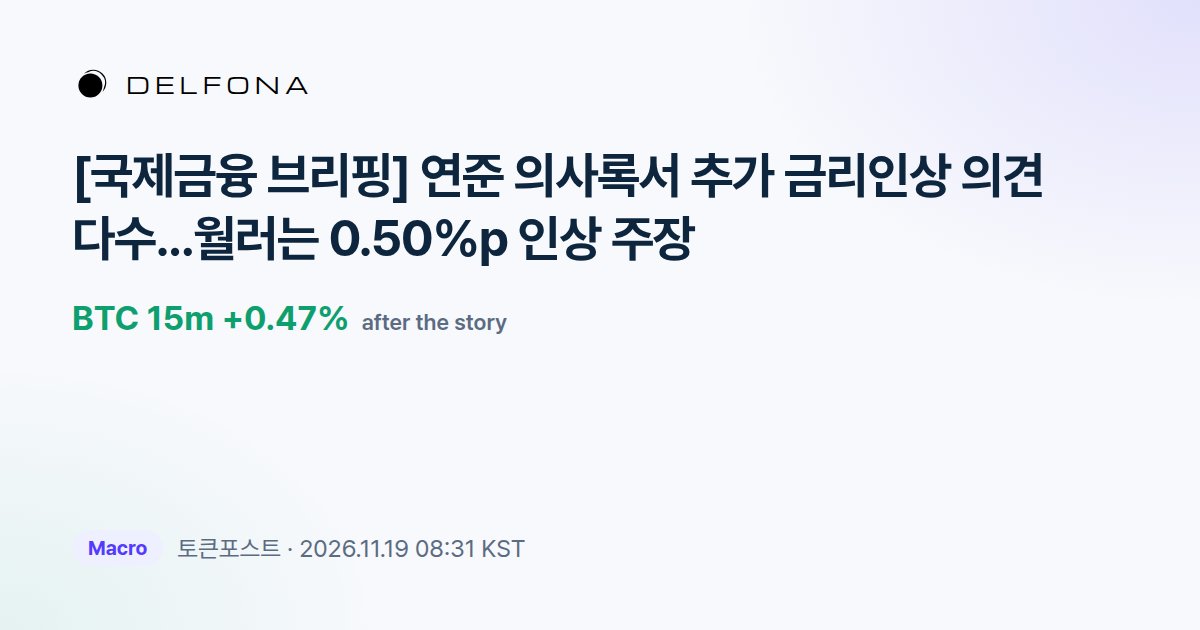 DELFONA
[국제금융 브리핑] 연준 의사록서 추가 금리인상 의견
다수...월러는 0.50%p 인상 주장
BTC 15m +0.47% after the story
Macro 토큰포스트 · 2026.11.19 08:31 KST